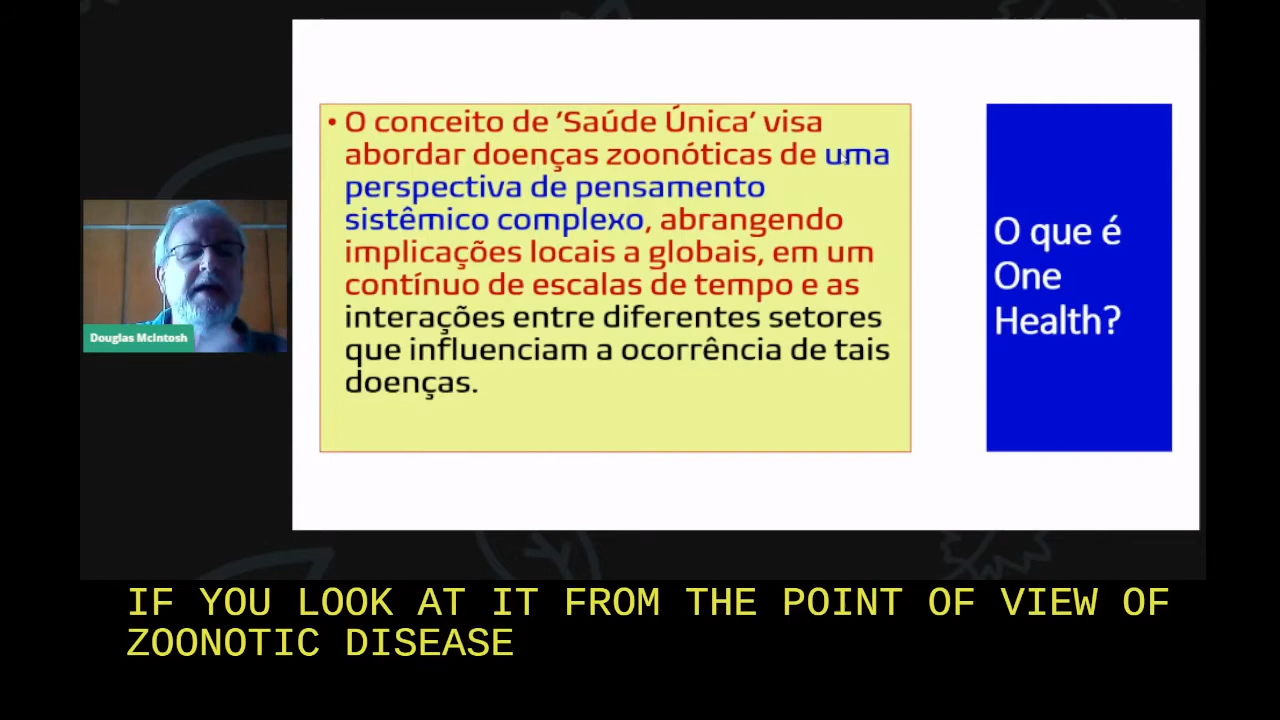 • O conceito de ‘Saúde Única’ visa
abordar doenças zoonóticas de uma
perspectiva de pensamento
sistêmico complexo, abrangendo
implicações locais a globais, em um
contínuo de escalas de tempo e as
interações entre diferentes setores
que influenciam a ocorrência de tais
doenças.
O que é
One
Health?
Douglas McIntosh
IF YOU LOOK AT IT FROM THE POINT OF VIEW OF
ZOONOTIC DISEASE